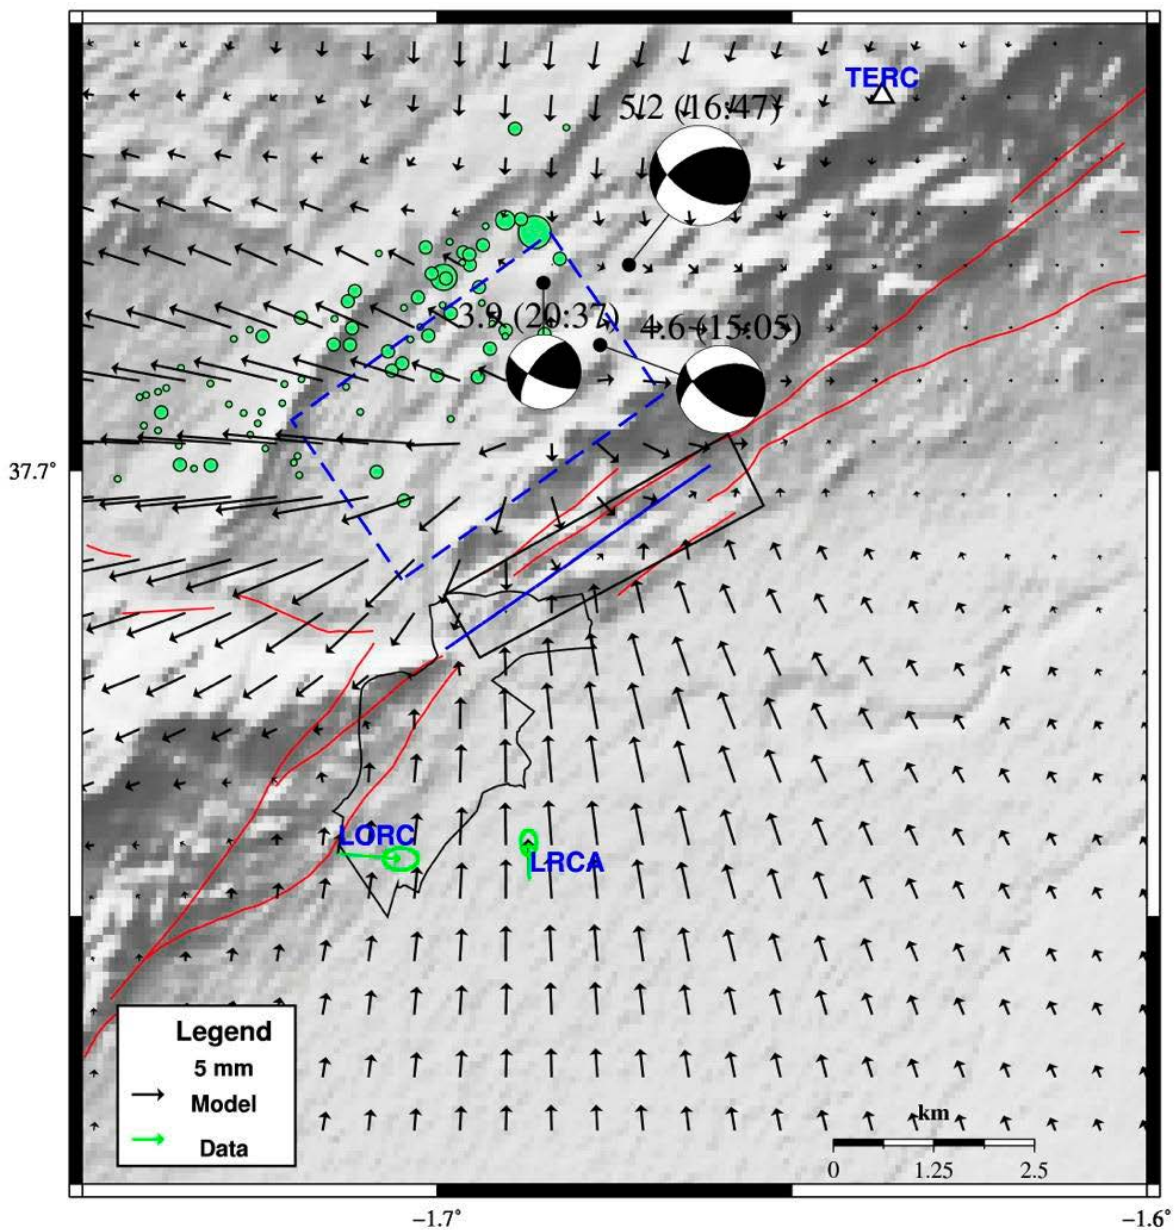 TERC
5.2 (16:47)
3.9 (20:37)
4.6 (15:05)
37.7°
LORC
LRCA
Legend
5 mm
Model
Data
km
0 1.25 2.5
−1.7° −1.6°